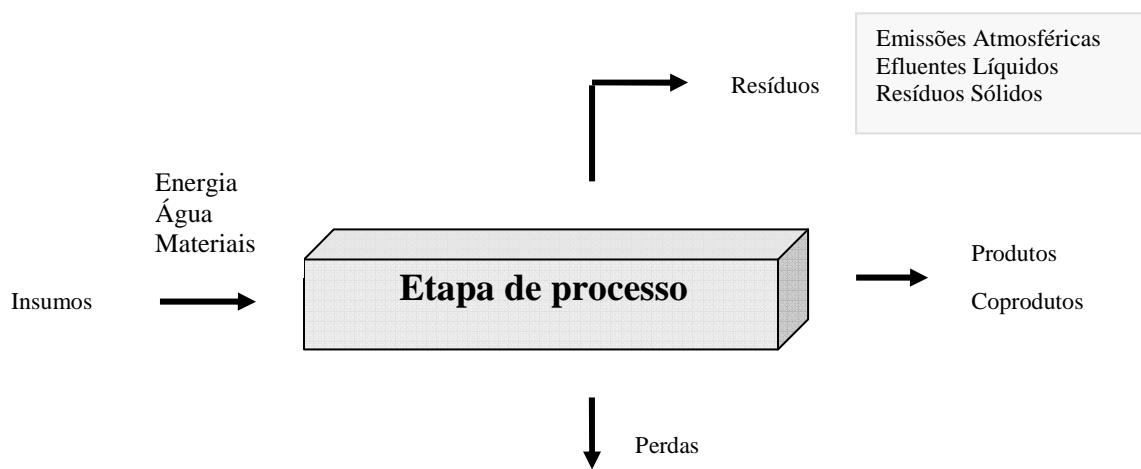 Emissões Atmosféricas
Efluentes Líquidos
Resíduos Sólidos
Resíduos
Energia
Água
Materiais
Insumos
Etapa de processo
Produtos
Coprodutos
Perdas